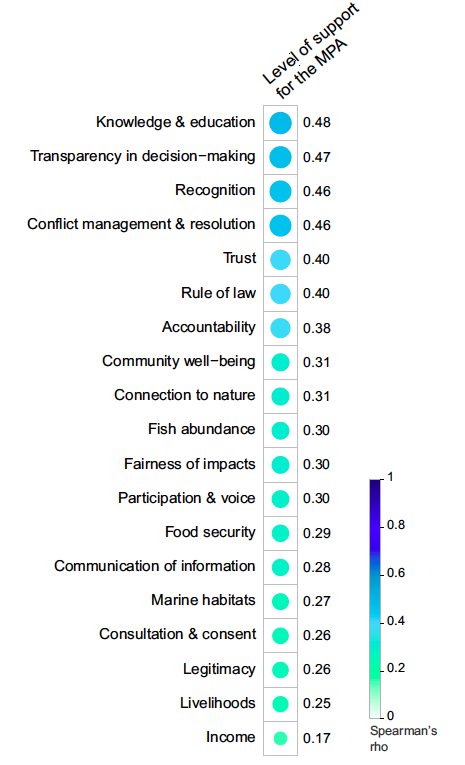 Level of support
for the MPA
Knowledge & education 0.48
Transparency in decision−making 0.47
Recognition 0.46
Conflict management & resolution 0.46
Trust 0.40
Rule of law 0.40
Accountability 0.38
Community well−being 0.31
Connection to nature 0.31
Fish abundance 0.30
Fairness of impacts 0.30
Participation & voice 0.30
Food security 0.29
Communication of information 0.28
Marine habitats 0.27
Consultation & consent 0.26
Legitimacy 0.26
Livelihoods 0.25
Income 0.17
1
0.8
0.6
0.4
0.2
0
Spearman's
rho